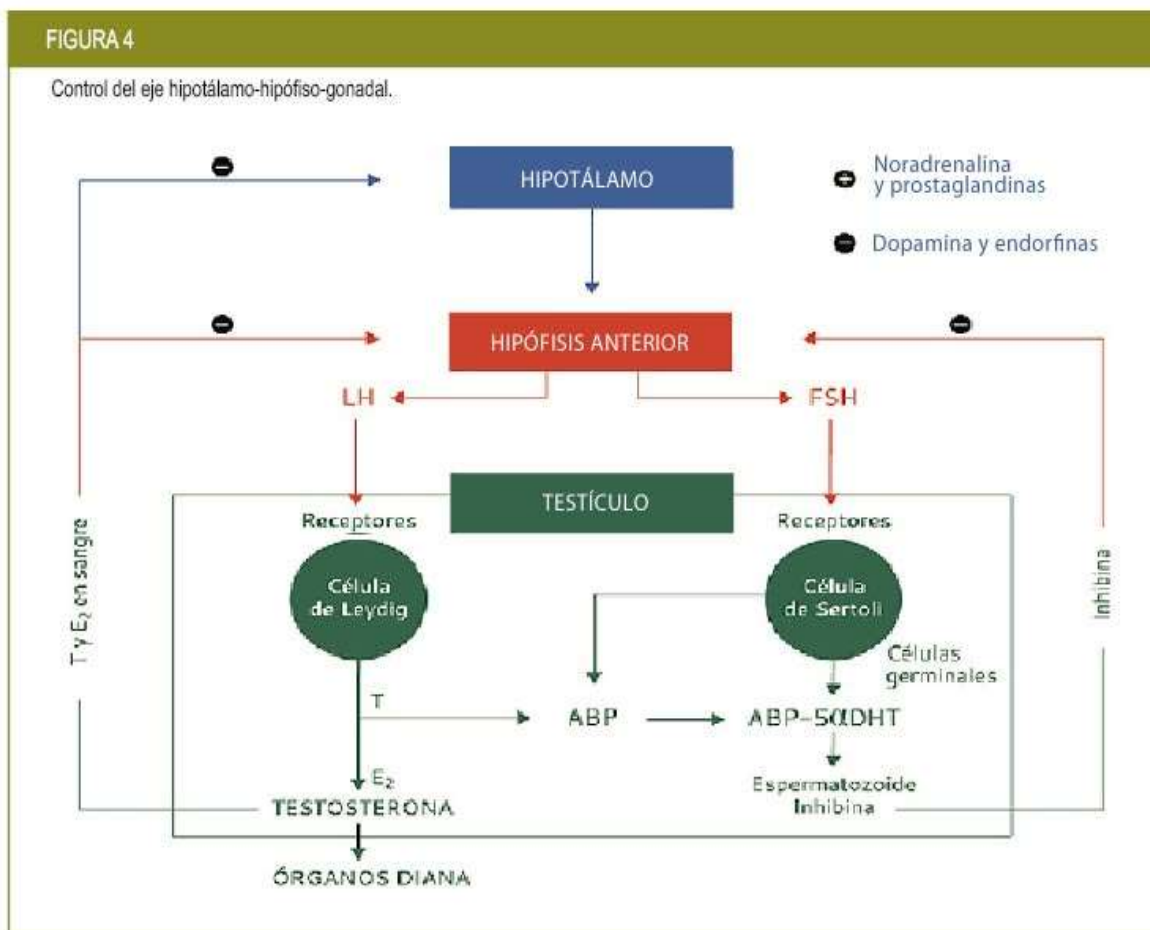 FIGURA 4
Control del eje hipotálamo-hipófiso-gonadal.
HIPOTÁLAMO
Noradrenalina
y prostaglandinas
Dopamina y endorfinas
HIPÓFISIS ANTERIOR
LH
FSH
TESTÍCULO
Receptores
Receptores
Célula
de Leydig
Célula
de Sertoli
T y E₂ en sangre
Inhibina
Células
germinales
T
ABP
ABP-5αDHT
E₂
TESTOSTERONA
Espermatozoide
Inhibina
ÓRGANOS DIANA